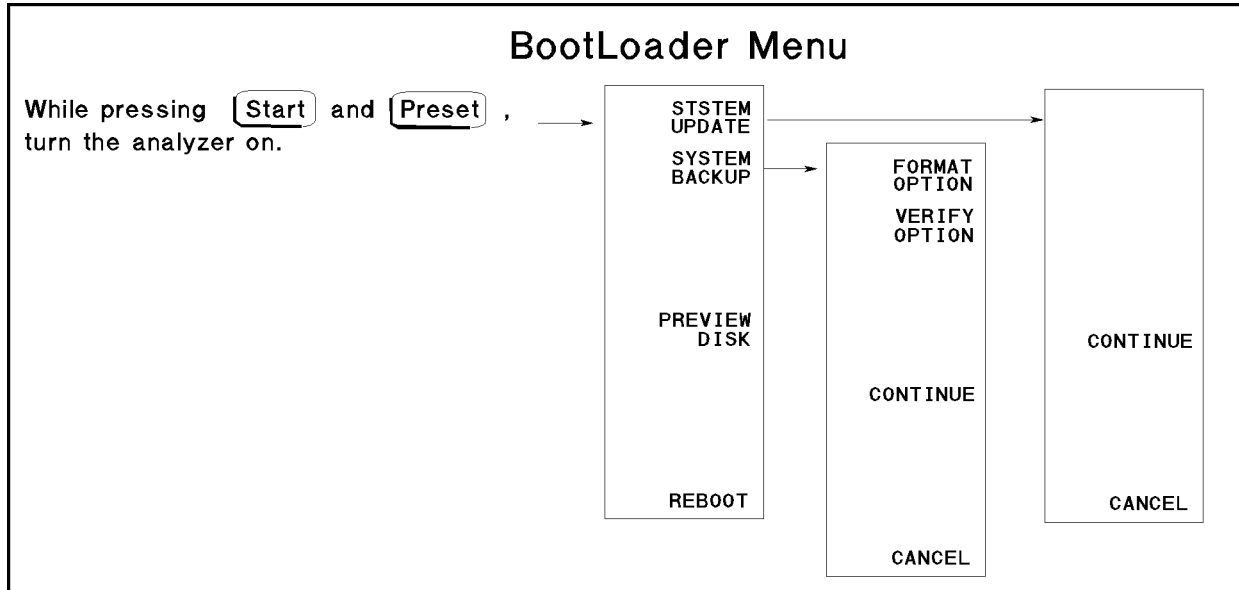 BootLoader Menu
While pressing Start and Preset ,
turn the analyzer on.
STSTEM
UPDATE
SYSTEM
BACKUP
PREVIEW
DISK
REBOOT
FORMAT
OPTION
VERIFY
OPTION
CONTINUE
CANCEL
CONTINUE
CANCEL